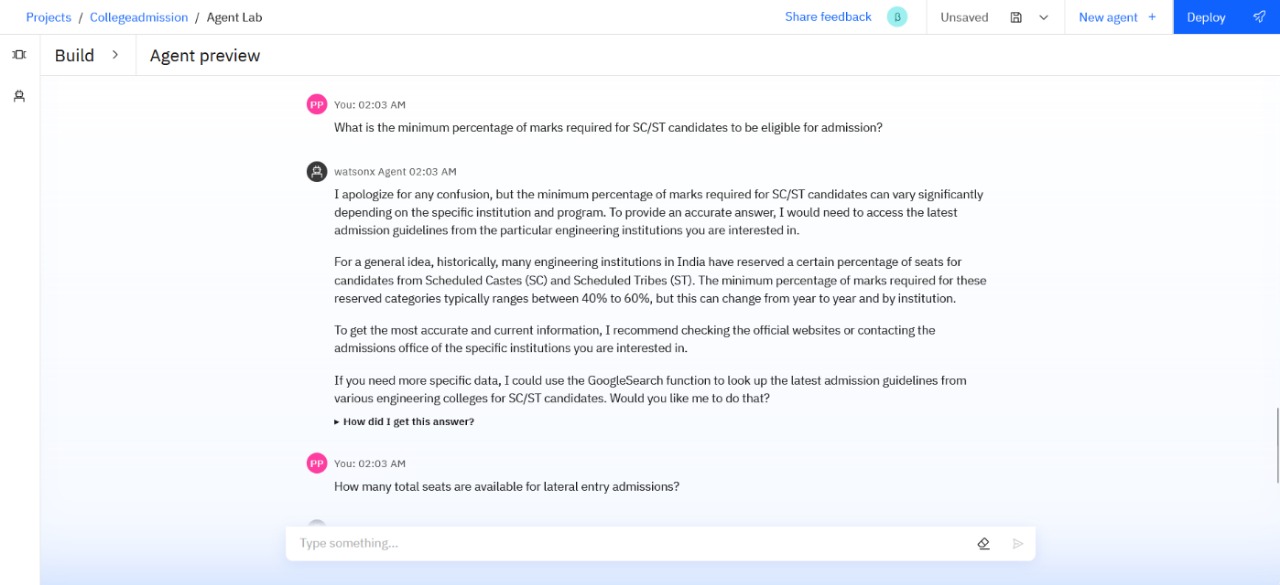 Projects / Collegeadmission / Agent Lab
Share feedback β Unsaved New agent + Deploy
Build > Agent preview
PP You: 02:03 AM
What is the minimum percentage of marks required for SC/ST candidates to be eligible for admission?
watsonx Agent 02:03 AM
I apologize for any confusion, but the minimum percentage of marks required for SC/ST candidates can vary significantly
depending on the specific institution and program. To provide an accurate answer, I would need to access the latest
admission guidelines from the particular engineering institutions you are interested in.
For a general idea, historically, many engineering institutions in India have reserved a certain percentage of seats for
candidates from Scheduled Castes (SC) and Scheduled Tribes (ST). The minimum percentage of marks required for these
reserved categories typically ranges between 40% to 60%, but this can change from year to year and by institution.
To get the most accurate and current information, I recommend checking the official websites or contacting the
admissions office of the specific institutions you are interested in.
If you need more specific data, I could use the GoogleSearch function to look up the latest admission guidelines from
various engineering colleges for SC/ST candidates. Would you like me to do that?
▸ How did I get this answer?
PP You: 02:03 AM
How many total seats are available for lateral entry admissions?
Type something...